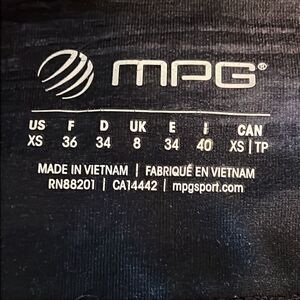 MPG®
US F D UK E I CAN
XS 36 34 8 34 40 XS | TP
MADE IN VIETNAM | FABRIQUÉ EN VIETNAM
RN88201 | CA14442 | mpgsport.com